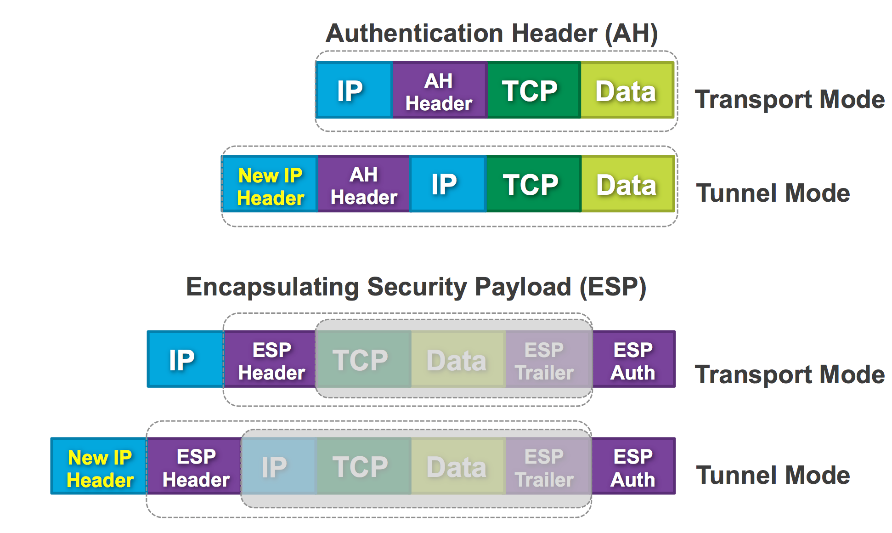 Authentication Header (AH)
IP
AH
Header
TCP
Data
Transport Mode
New IP
Header
AH
Header
IP
TCP
Data
Tunnel Mode
Encapsulating Security Payload (ESP)
IP
ESP
Header
TCP
Data
ESP
Trailer
ESP
Auth
Transport Mode
New IP
Header
ESP
Header
IP
TCP
Data
ESP
Trailer
ESP
Auth
Tunnel Mode